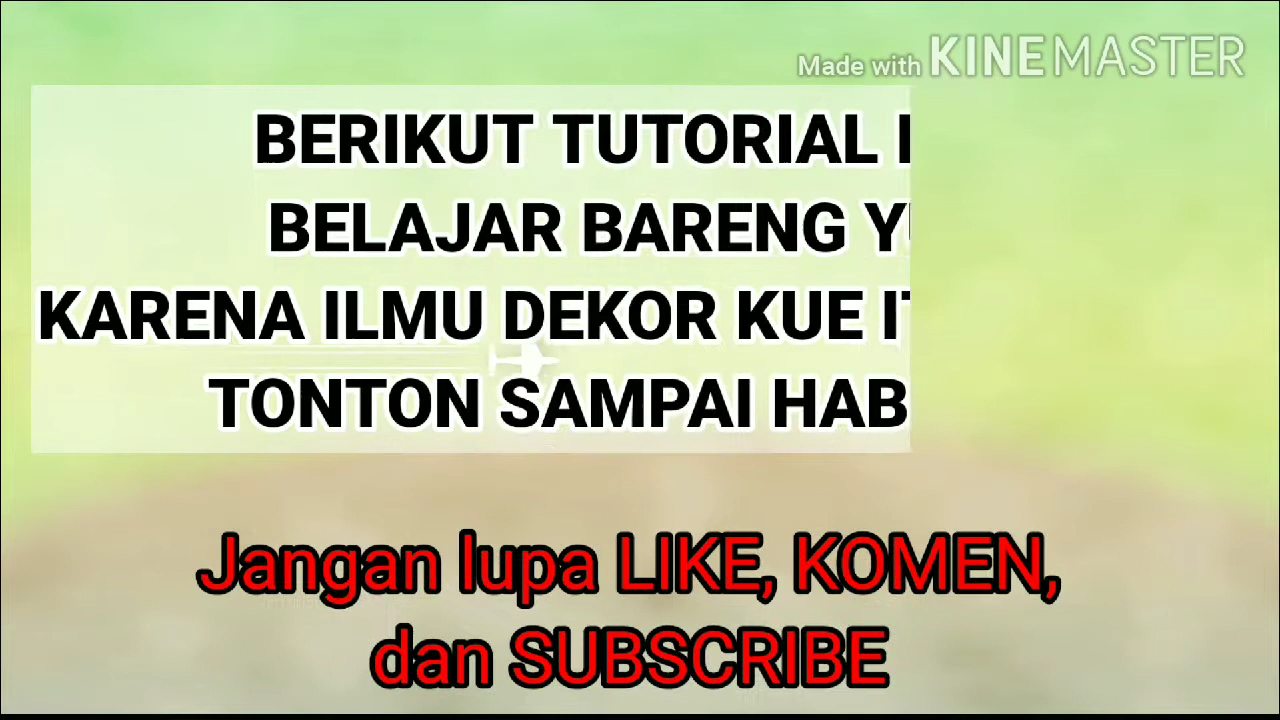 Made with KINEMASTER
BERIKUT TUTORIAL
BELAJAR BARENG
KARENA ILMU DEKOR KUE
TONTON SAMPAI HAB
Jangan lupa LIKE, KOMEN,
dan SUBSCRIBE